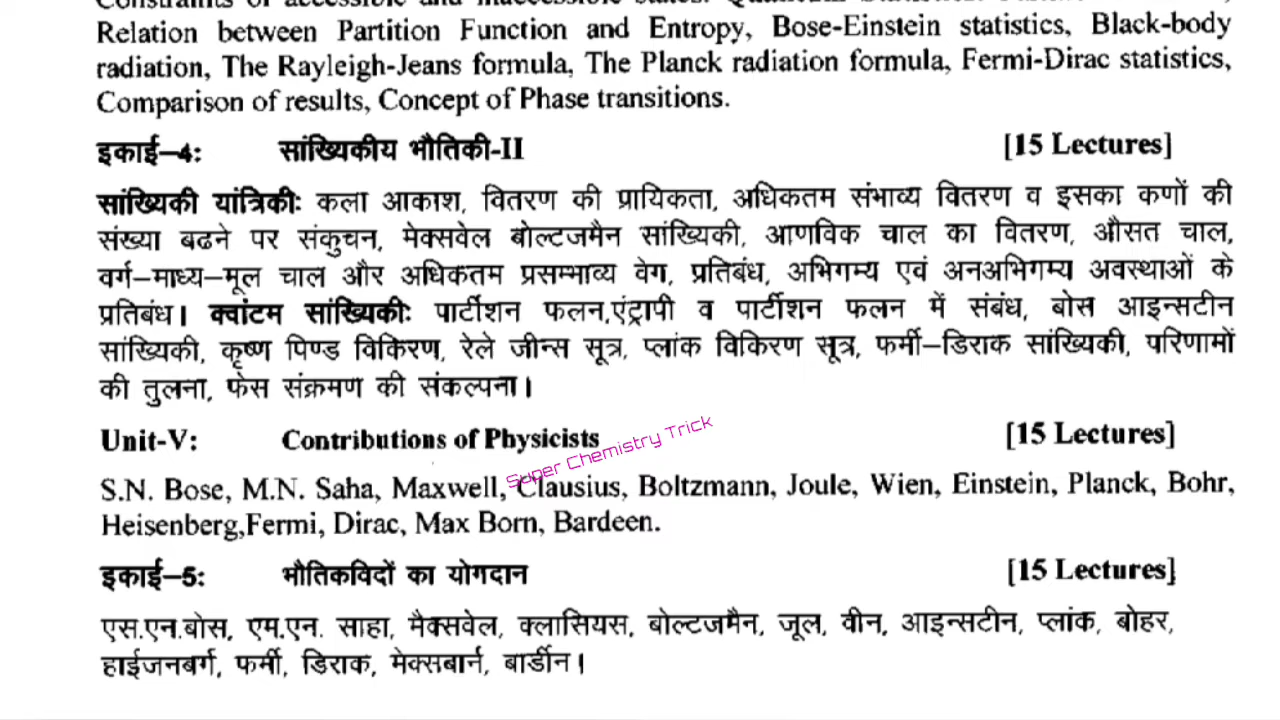 Relation between Partition Function and Entropy, Bose-Einstein statistics, Black-body
radiation, The Rayleigh-Jeans formula, The Planck radiation formula, Fermi-Dirac statistics,
Comparison of results, Concept of Phase transitions.
इकाई–4: सांख्यिकीय भौतिकी-II [15 Lectures]
सांख्यिकी यांत्रिकीः कला आकाश, वितरण की प्रायिकता, अधिकतम संभाव्य वितरण व इसका कणों की
संख्या बढने पर संकुचन, मेक्सवेल बोल्टजमैन सांख्यिकी, आणविक चाल का वितरण, औसत चाल,
वर्ग–माध्य–मूल चाल और अधिकतम प्रसम्भाव्य वेग, प्रतिबंध, अभिगम्य एवं अनअभिगम्य अवस्थाओं के
प्रतिबंध। क्वांटम सांख्यिकीः पार्टीशन फलन,एंट्रापी व पार्टीशन फलन में संबंध, बोस आइन्सटीन
सांख्यिकी, कृष्ण पिण्ड विकिरण, रेले जीन्स सूत्र, प्लांक विकिरण सूत्र, फर्मी–डिराक सांख्यिकी, परिणामों
की तुलना, फेस संक्रमण की संकल्पना।
Unit-V: Contributions of Physicists [15 Lectures]
Super Chemistry Trick
S.N. Bose, M.N. Saha, Maxwell, Clausius, Boltzmann, Joule, Wien, Einstein, Planck, Bohr,
Heisenberg,Fermi, Dirac, Max Born, Bardeen.
इकाई–5: भौतिकविदों का योगदान [15 Lectures]
एस.एन.बोस, एम.एन. साहा, मैक्सवेल, क्लासियस, बोल्टजमैन, जूल, वीन, आइन्सटीन, प्लांक, बोहर,
हाईजनबर्ग, फर्मी, डिराक, मेक्सबार्न, बार्डीन।